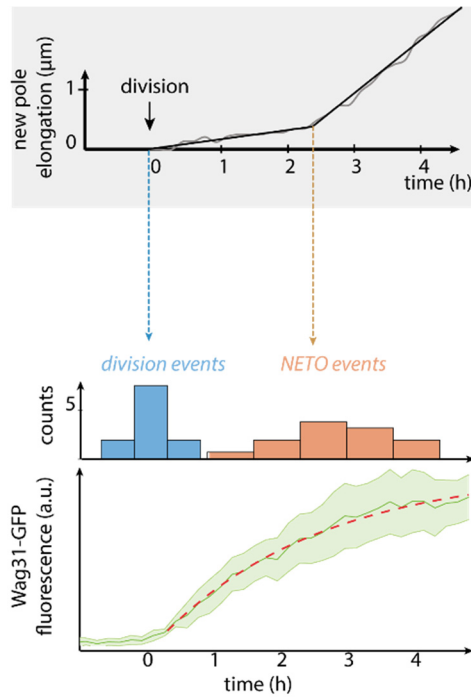 new pole
elongation (μm)
1
0
division
0 1 2 3 4
time (h)
division events
NETO events
counts
5
Wag31-GFP
fluorescence (a.u.)
0 1 2 3 4
time (h)